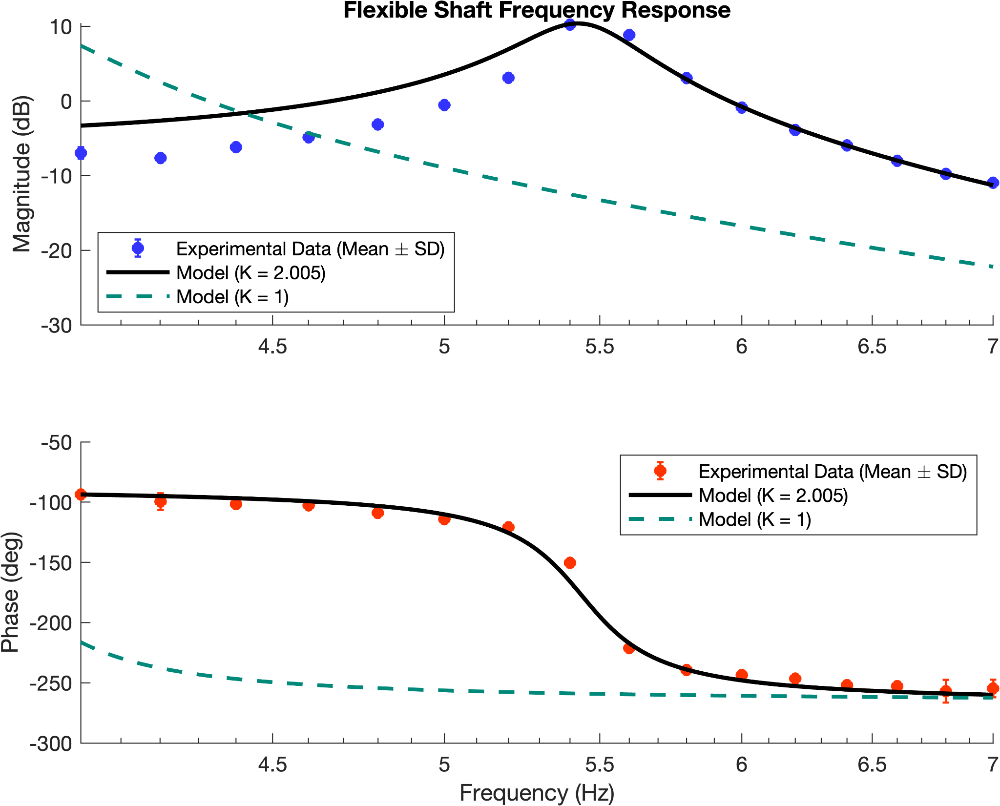 Flexible Shaft Frequency Response
Magnitude (dB)
10
0
-10
-20
-30
Experimental Data (Mean ± SD)
Model (K = 2.005)
Model (K = 1)
4.5 5 5.5 6 6.5 7
Phase (deg)
-50
-100
-150
-200
-250
-300
Experimental Data (Mean ± SD)
Model (K = 2.005)
Model (K = 1)
4.5 5 5.5 6 6.5 7
Frequency (Hz)